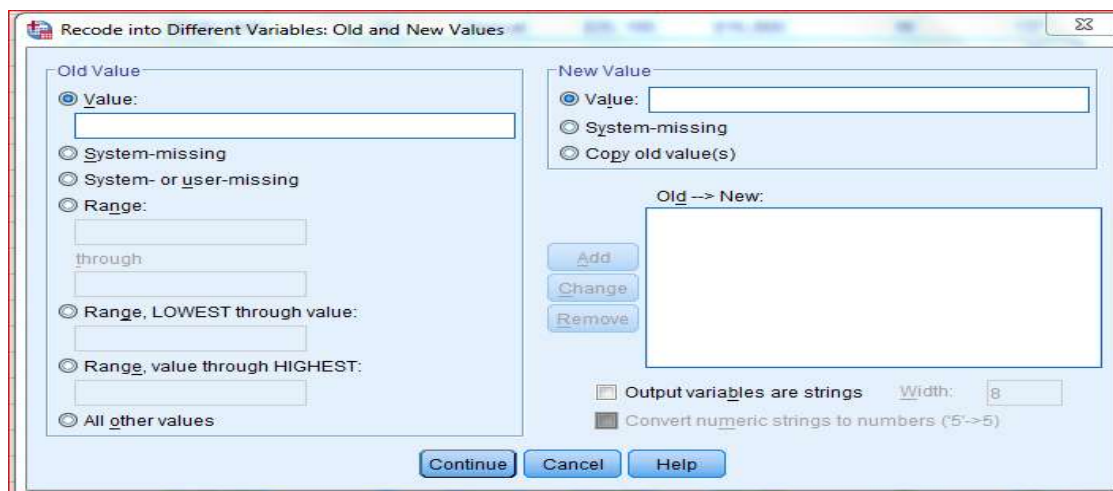 Recode into Different Variables: Old and New Values
Old Value
Value:
System-missing
System- or user-missing
Range:
through
Range, LOWEST through value:
Range, value through HIGHEST:
All other values
New Value
Value:
System-missing
Copy old value(s)
Old --> New:
Add
Change
Remove
Output variables are strings Width: 8
Convert numeric strings to numbers ('5'->5)
Continue Cancel Help